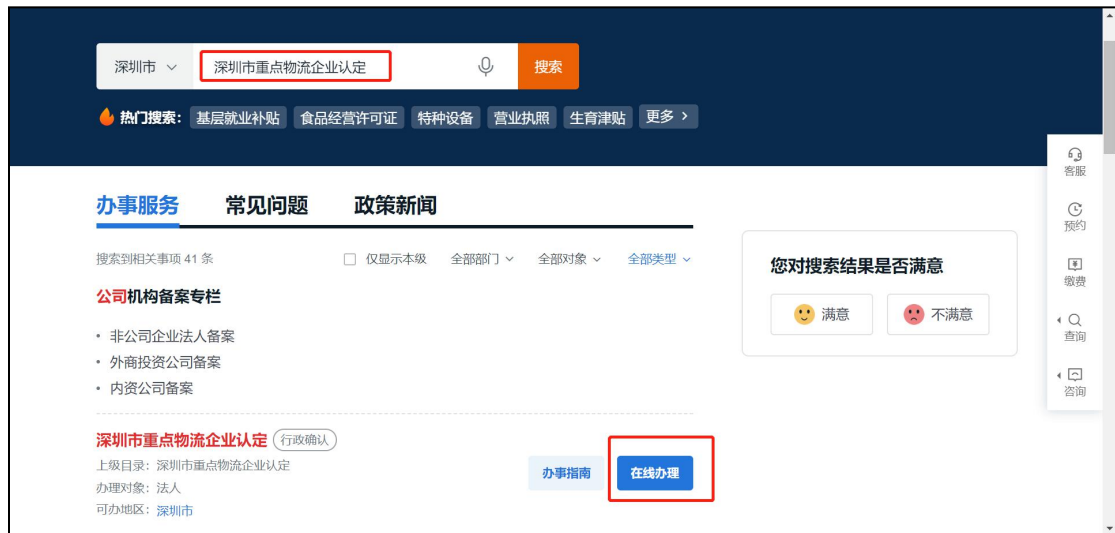 深圳市 深圳市重点物流企业认定 搜索
热门搜索： 基层就业补贴 食品经营许可证 特种设备 营业执照 生育津贴 更多 >
客服
预约
缴费
查询
咨询
办事服务 常见问题 政策新闻
搜索到相关事项 41 条 仅显示本级 全部部门 全部对象 全部类型
公司机构备案专栏
• 非公司企业法人备案
• 外商投资公司备案
• 内资公司备案
您对搜索结果是否满意
满意 不满意
深圳市重点物流企业认定 行政确认
上级目录：深圳市重点物流企业认定
办理对象：法人
可办地区：深圳市
办事指南 在线办理